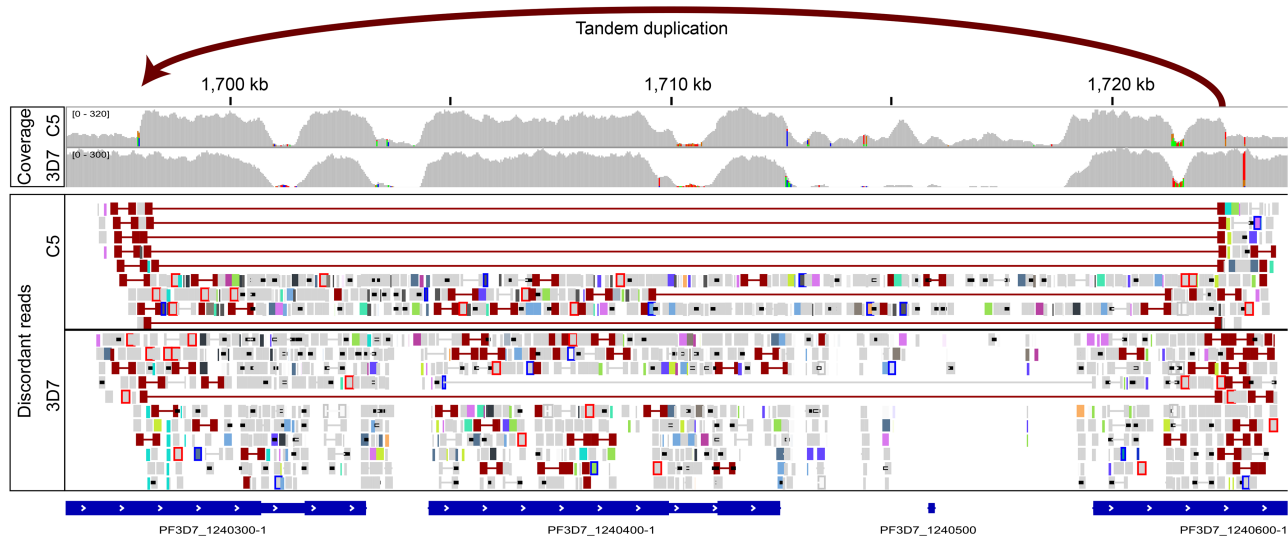 Tandem duplication
1,700 kb
1,710 kb
1,720 kb
Coverage
C5
[0 - 320]
3D7
[0 - 300]
Discordant reads
C5
3D7
PF3D7_1240300-1
PF3D7_1240400-1
PF3D7_1240500
PF3D7_1240600-1